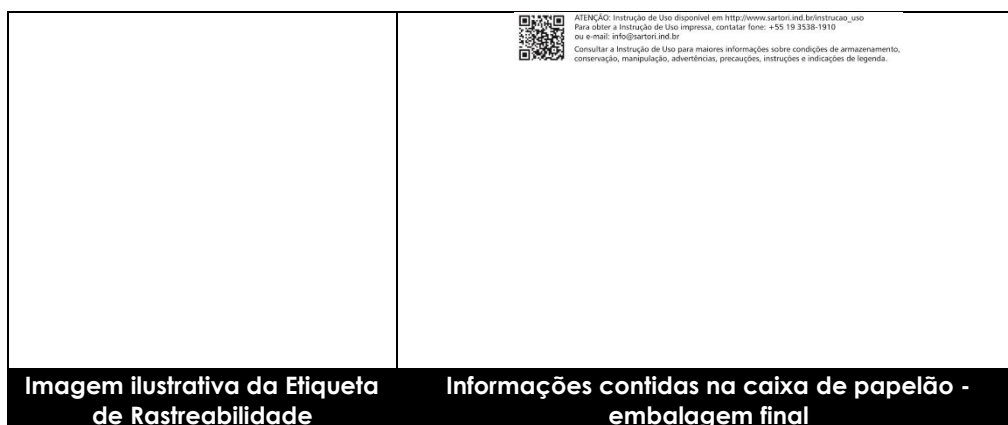 ATENÇÃO: Instrução de Uso disponível em http://www.sartori.ind.br/instrucao_uso
Para obter a Instrução de Uso impressa, contatar fone: +55 19 3538-1910
ou e-mail: info@sartori.ind.br
Consultar a Instrução de Uso para maiores informações sobre condições de armazenamento,
conservação, manipulação, advertências, precauções, instruções e indicações de legenda.
Imagem ilustrativa da Etiqueta
de Rastreabilidade
Informações contidas na caixa de papelão -
embalagem final